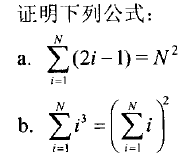 证明下列公式：
a. $\sum_{i=1}^{N}(2i-1)=N^2$
b. $\sum_{i=1}^{N}i^3=\left(\sum_{i=1}^{N}i\right)^2$